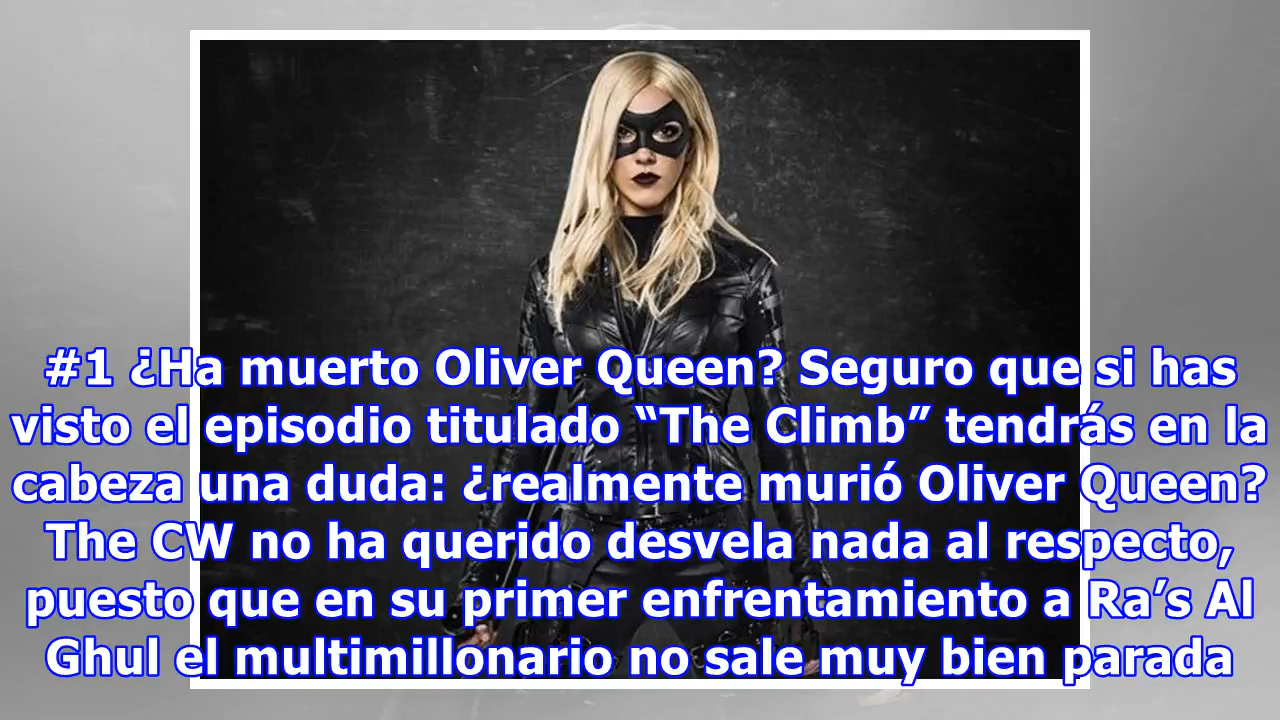 #1 ¿Ha muerto Oliver Queen? Seguro que si has
visto el episodio titulado “The Climb” tendrás en la
cabeza una duda: ¿realmente murió Oliver Queen?
The CW no ha querido desvela nada al respecto,
puesto que en su primer enfrentamiento a Ra’s Al
Ghul el multimillonario no sale muy bien parada